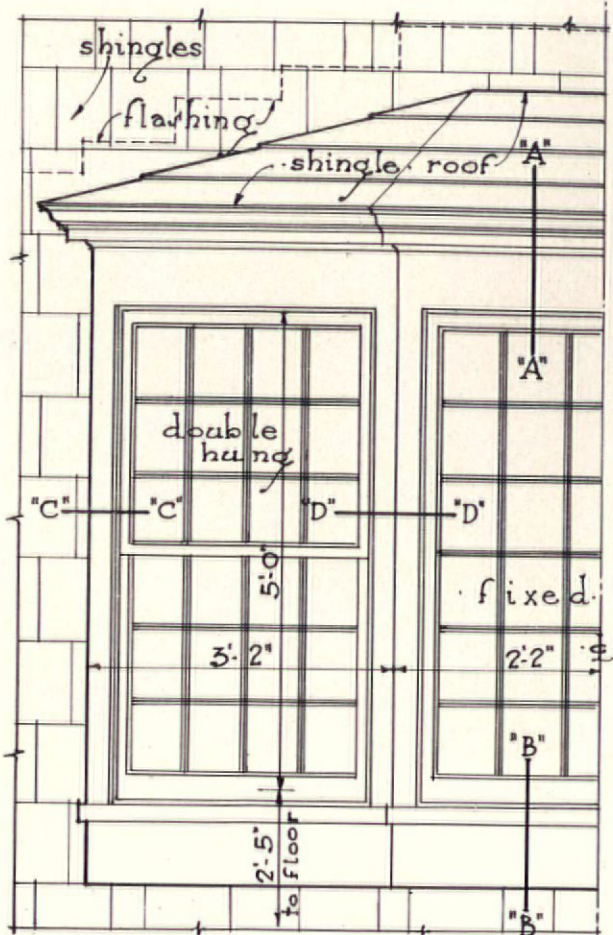 shingles
flashing
shingle roof
"A"
"A"
double
hung
"C" "C" "D" "D"
5'-0"
fixed
3'-2" 2'-2" ℄
"B"
2'-5"
to floor
"B"